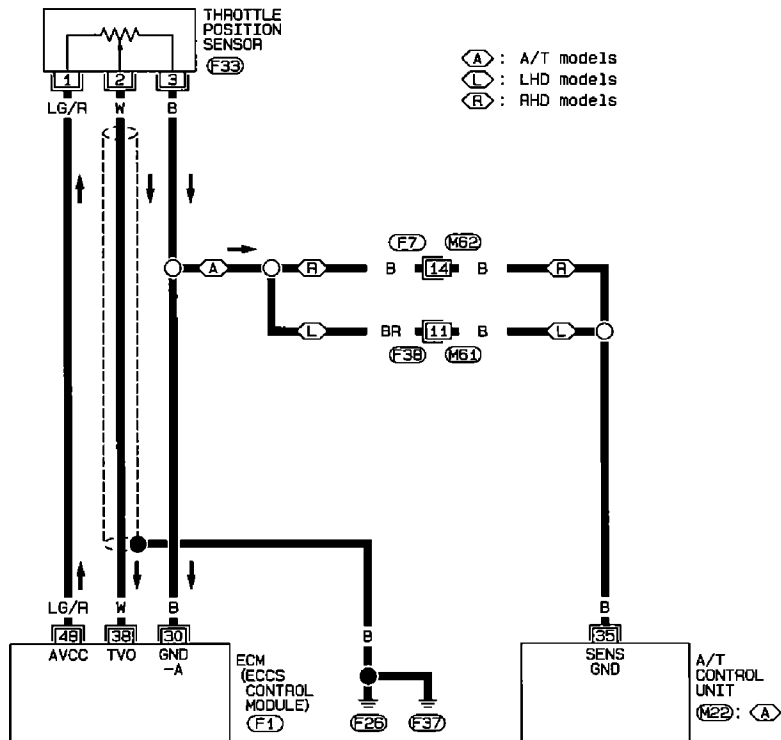 THROTTLE
POSITION
SENSOR
F33
1 2 3
LG/R W B
A : A/T models
L : LHD models
R : RHD models
F7 M62
A R B 14 B R
L BR 11 B L
F38 M61
LG/R W B
48 38 30
AVCC TVO GND
-A
ECM
(ECCS
CONTROL
MODULE)
F1
B
F26 F37
B
35
SENS
GND
A/T
CONTROL
UNIT
M22 : A